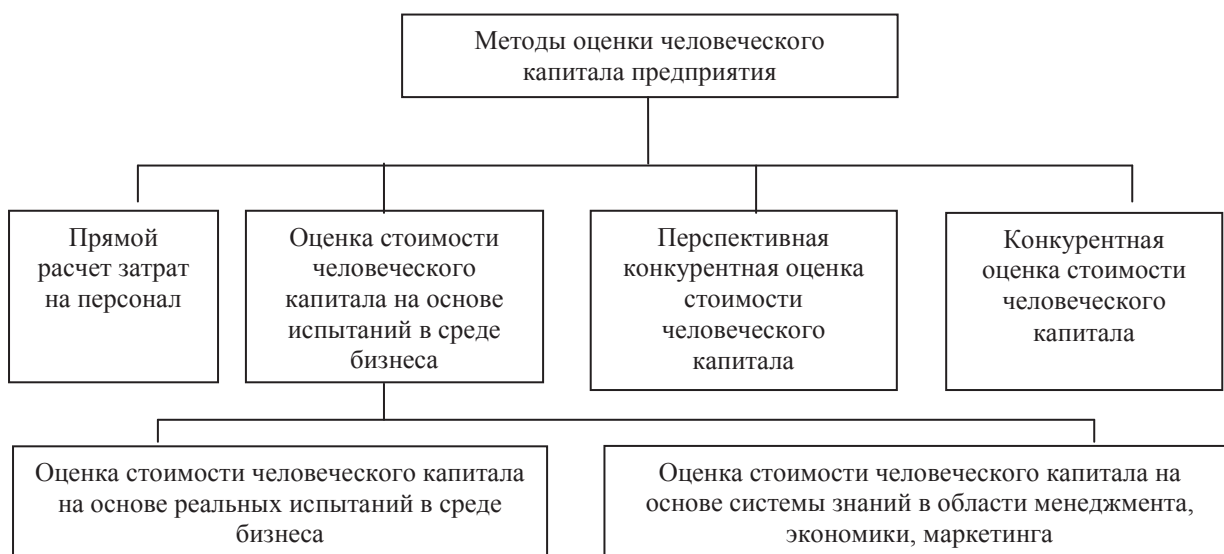 Методы оценки человеческого
капитала предприятия
Прямой
расчет затрат
на персонал
Оценка стоимости
человеческого
капитала на основе
испытаний в среде
бизнеса
Перспективная
конкурентная оценка
стоимости
человеческого
капитала
Конкурентная
оценка стоимости
человеческого
капитала
Оценка стоимости человеческого капитала
на основе реальных испытаний в среде
бизнеса
Оценка стоимости человеческого капитала на
основе системы знаний в области менеджмента,
экономики, маркетинга